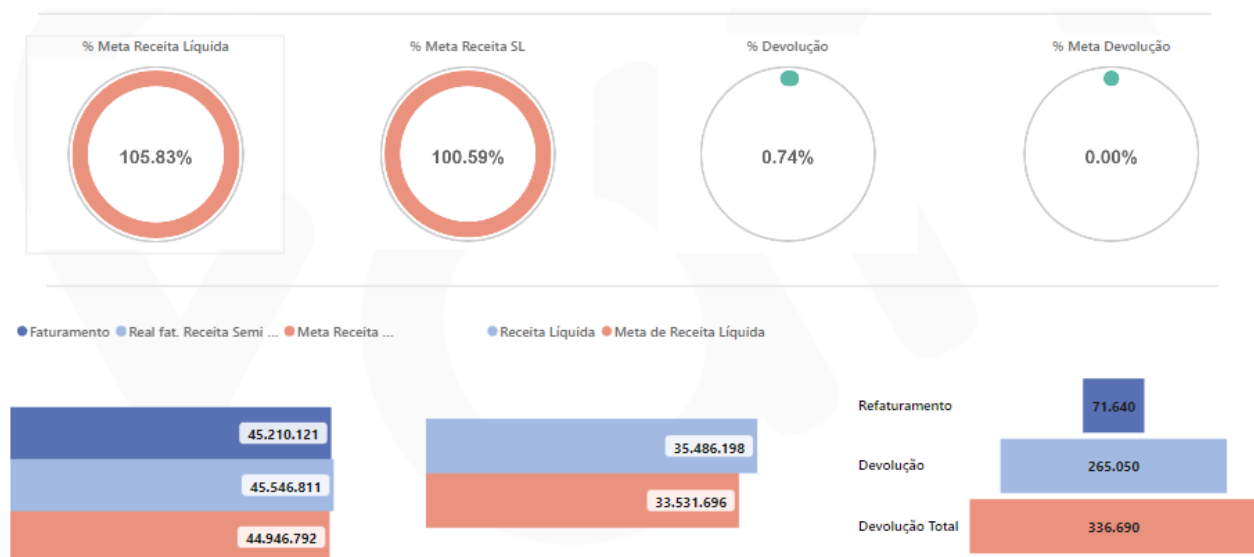 % Meta Receita Líquida
% Meta Receita SL
% Devolução
% Meta Devolução
105.83%
100.59%
0.74%
0.00%
Faturamento Real fat. Receita Semi ... Meta Receita ...
Receita Líquida Meta de Receita Líquida
45.210.121
45.546.811
44.946.792
35.486.198
33.531.696
Refaturamento 71.640
Devolução 265.050
Devolução Total 336.690